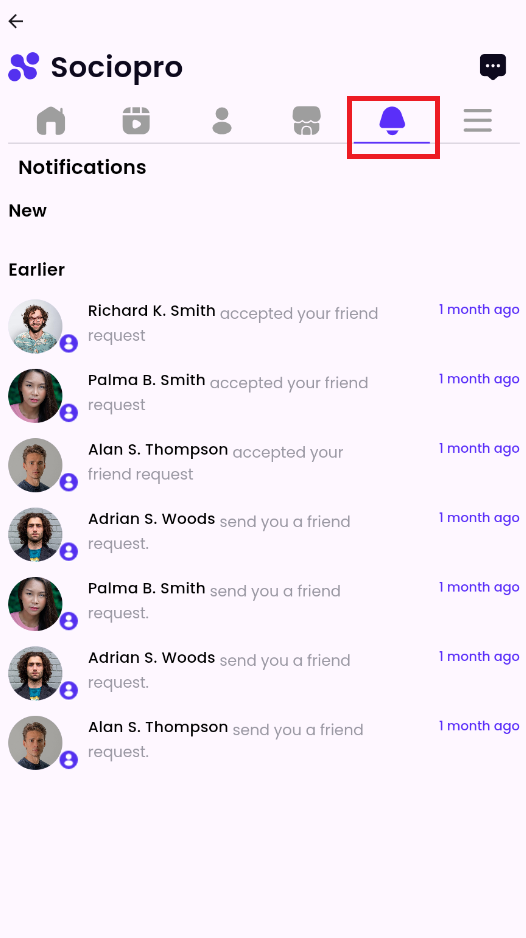 Sociopro
Notifications
New
Earlier
Richard K. Smith accepted your friend 1 month ago
request
Palma B. Smith accepted your friend 1 month ago
request
Alan S. Thompson accepted your 1 month ago
friend request
Adrian S. Woods send you a friend 1 month ago
request.
Palma B. Smith send you a friend 1 month ago
request.
Adrian S. Woods send you a friend 1 month ago
request.
Alan S. Thompson send you a friend 1 month ago
request.